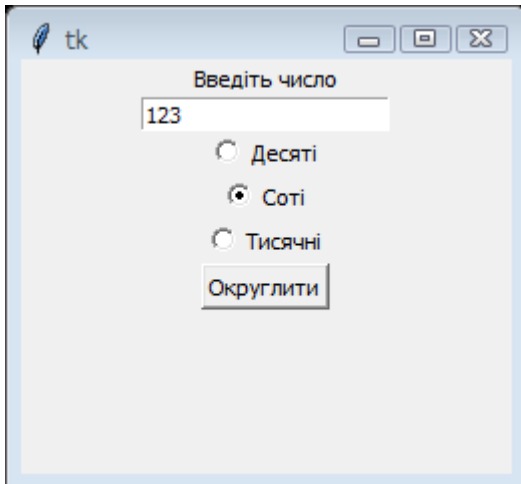 tk
Введіть число
123
Десяті
Соті
Тисячні
Округлити